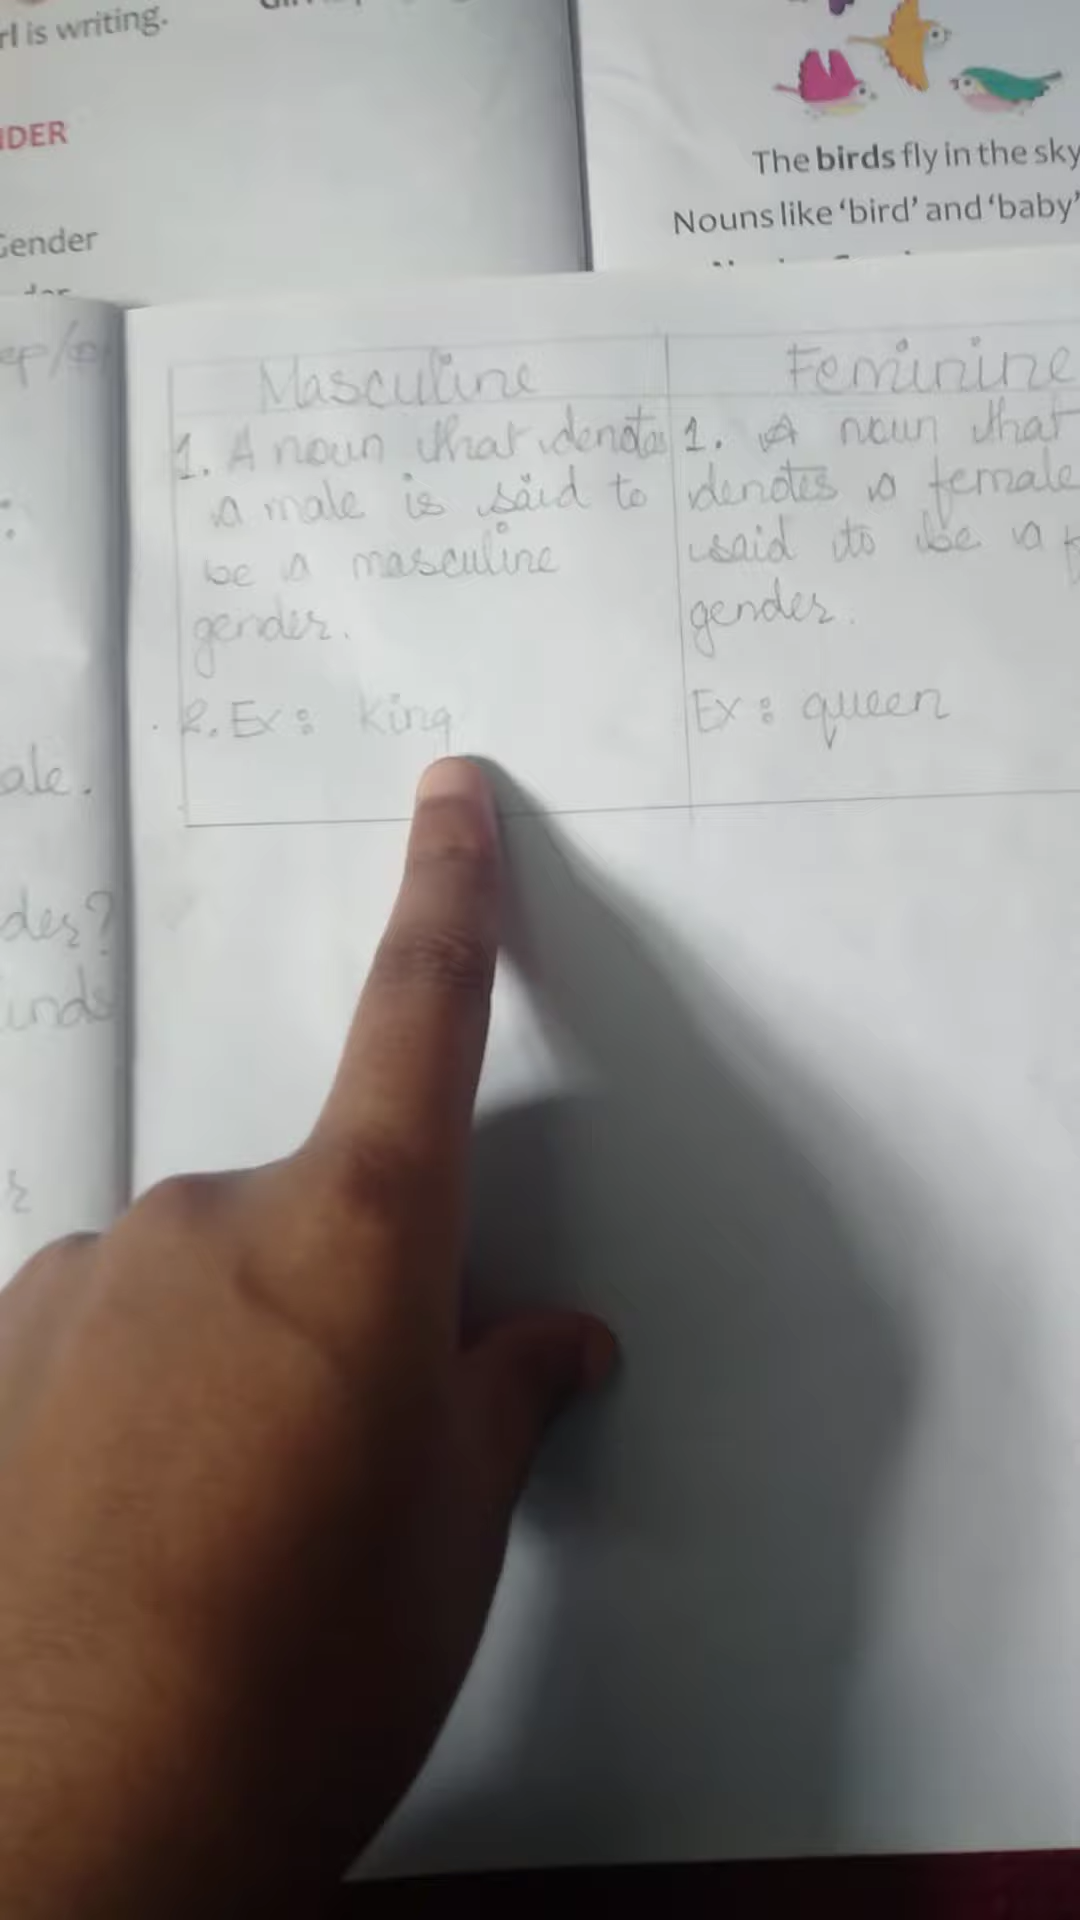 rl is writing.
DER
Gender
The birds fly in the sky
Nouns like 'bird' and 'baby'
Masculine
1. A noun that denotes
a male is said to
be a masculine
gender.
2. Ex: king
Feminine
1. A noun that
denotes a female
said to be a
gender.
Ex: queen
ale.
der?
inds